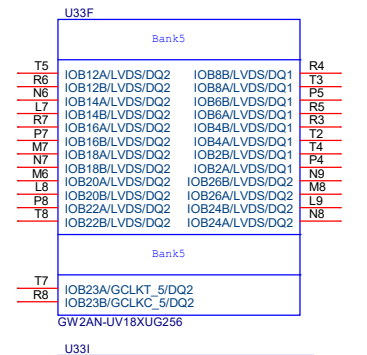 U33F
Bank5
T5 IOB12A/LVDS/DQ2 IOB8B/LVDS/DQ1 R4
R6 IOB12B/LVDS/DQ2 IOB8A/LVDS/DQ1 T3
N6 IOB14A/LVDS/DQ2 IOB6B/LVDS/DQ1 P5
L7 IOB14B/LVDS/DQ2 IOB6A/LVDS/DQ1 R5
R7 IOB16A/LVDS/DQ2 IOB4B/LVDS/DQ1 R3
P7 IOB16B/LVDS/DQ2 IOB4A/LVDS/DQ1 T2
M7 IOB18A/LVDS/DQ2 IOB2B/LVDS/DQ1 T4
N7 IOB18B/LVDS/DQ2 IOB2A/LVDS/DQ1 P4
M6 IOB20A/LVDS/DQ2 IOB26B/LVDS/DQ2 N9
L8 IOB20B/LVDS/DQ2 IOB26A/LVDS/DQ2 M8
P8 IOB22A/LVDS/DQ2 IOB24B/LVDS/DQ2 L9
T8 IOB22B/LVDS/DQ2 IOB24A/LVDS/DQ2 N8
Bank5
T7 IOB23A/GCLKT_5/DQ2
R8 IOB23B/GCLKC_5/DQ2
GW2AN-UV18XUG256
U33I